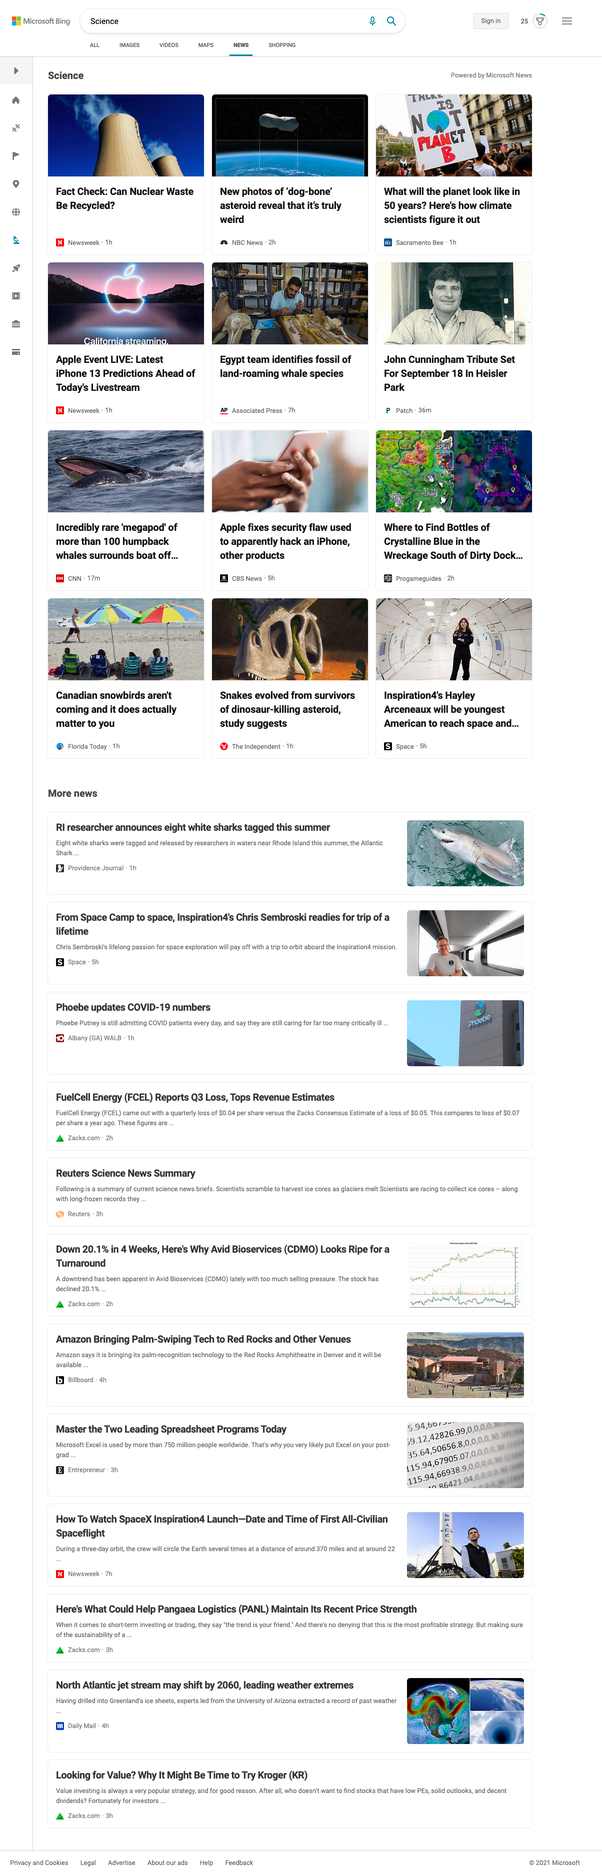 Microsoft Bing
Science
Sign in
25
ALL
IMAGES
VIDEOS
MAPS
NEWS
SHOPPING
Science
Powered by Microsoft News
THERE IS
NOT A
PLANET
B
Fact Check: Can Nuclear Waste
Be Recycled?
Newsweek · 1h
New photos of 'dog-bone'
asteroid reveal that it's truly
weird
NBC News · 2h
What will the planet look like in
50 years? Here's how climate
scientists figure it out
Sacramento Bee · 1h
California streaming.
Apple Event LIVE: Latest
iPhone 13 Predictions Ahead of
Today's Livestream
Newsweek · 1h
Egypt team identifies fossil of
land-roaming whale species
AP
Associated Press · 7h
John Cunningham Tribute Set
For September 18 In Heisler
Park
Patch · 36m
Incredibly rare 'megapod' of
more than 100 humpback
whales surrounds boat off...
CNN · 17m
Apple fixes security flaw used
to apparently hack an iPhone,
other products
CBS News · 5h
Where to Find Bottles of
Crystalline Blue in the
Wreckage South of Dirty Dock...
Progameguides · 2h
Canadian snowbirds aren't
coming and it does actually
matter to you
Florida Today · 1h
Snakes evolved from survivors
of dinosaur-killing asteroid,
study suggests
The Independent · 1h
Inspiration4's Hayley
Arceneaux will be youngest
American to reach space and...
Space · 5h
More news
RI researcher announces eight white sharks tagged this summer
Eight white sharks were tagged and released by researchers in waters near Rhode Island this summer, the Atlantic
Shark ...
Providence Journal · 1h
From Space Camp to space, Inspiration4's Chris Sembroski readies for trip of a
lifetime
Chris Sembroski's lifelong passion for space exploration will pay off with a trip to orbit aboard the Inspiration4 mission.
Space · 5h
Phoebe updates COVID-19 numbers
Phoebe Putney is still admitting COVID patients every day, and say they are still caring for far too many critically ill ...
Albany (GA) WALB · 1h
Phoebe
FuelCell Energy (FCEL) Reports Q3 Loss, Tops Revenue Estimates
FuelCell Energy (FCEL) came out with a quarterly loss of $0.04 per share versus the Zacks Consensus Estimate of a loss of $0.05. This compares to loss of $0.07
per share a year ago. These figures are ...
Zacks.com · 2h
Reuters Science News Summary
Following is a summary of current science news briefs. Scientists scramble to harvest ice cores as glaciers melt Scientists are racing to collect ice cores – along
with long-frozen records they ...
Reuters · 3h
Down 20.1% in 4 Weeks, Here's Why Avid Bioservices (CDMO) Looks Ripe for a
Turnaround
A downtrend has been apparent in Avid Bioservices (CDMO) lately with too much selling pressure. The stock has
declined 20.1% ...
Zacks.com · 2h
Amazon Bringing Palm-Swiping Tech to Red Rocks and Other Venues
Amazon says it is bringing its palm-recognition technology to the Red Rocks Amphitheatre in Denver and it will be
available ...
Billboard · 4h
Master the Two Leading Spreadsheet Programs Today
Microsoft Excel is used by more than 750 million people worldwide. That's why you very likely put Excel on your post-
grad ...
Entrepreneur · 3h
How To Watch SpaceX Inspiration4 Launch—Date and Time of First All-Civilian
Spaceflight
During a three-day orbit, the crew will circle the Earth several times at a distance of around 370 miles and at around 22
...
Newsweek · 7h
SPACEX
Here's What Could Help Pangaea Logistics (PANL) Maintain Its Recent Price Strength
When it comes to short-term investing or trading, they say "the trend is your friend." And there's no denying that this is the most profitable strategy. But making sure
of the sustainability of a ...
Zacks.com · 3h
North Atlantic jet stream may shift by 2060, leading weather extremes
Having drilled into Greenland's ice sheets, experts led from the University of Arizona extracted a record of past weather
...
Daily Mail · 4h
Looking for Value? Why It Might Be Time to Try Kroger (KR)
Value investing is always a very popular strategy, and for good reason. After all, who doesn't want to find stocks that have low PEs, solid outlooks, and decent
dividends? Fortunately for investors ...
Zacks.com · 3h
Privacy and Cookies
Legal
Advertise
About our ads
Help
Feedback
© 2021 Microsoft